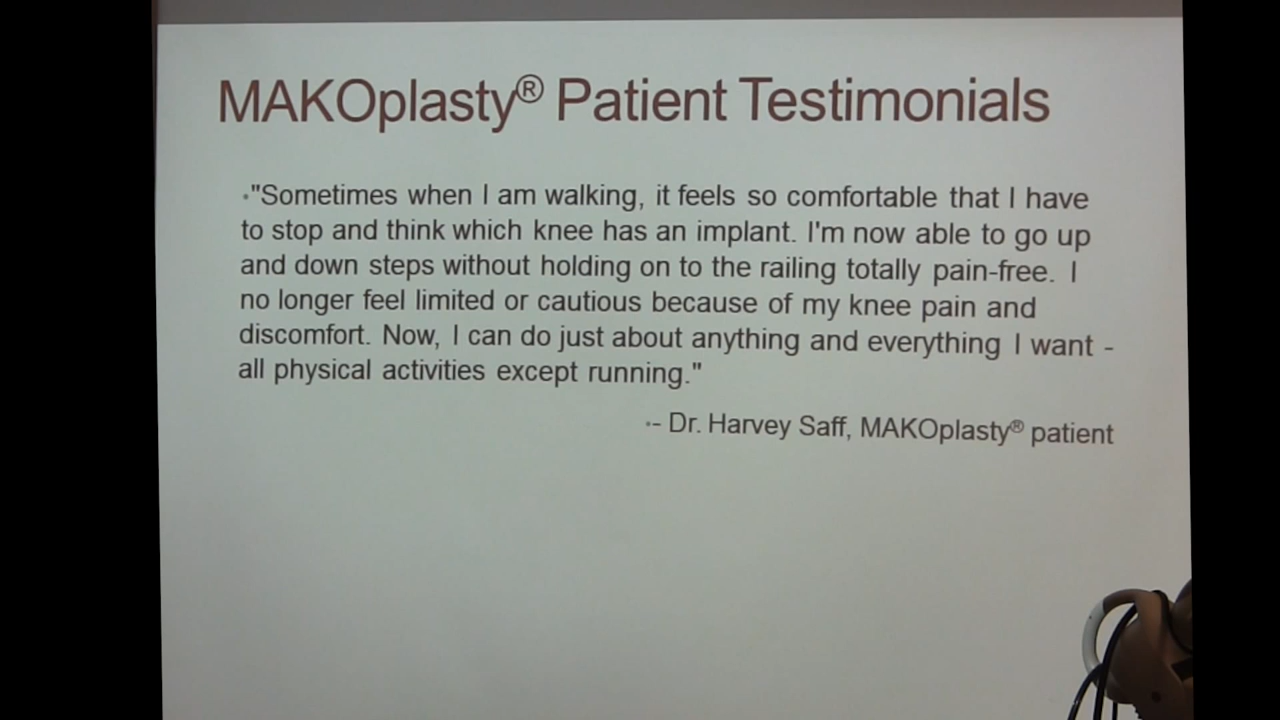 MAKOplasty® Patient Testimonials
•"Sometimes when I am walking, it feels so comfortable that I have
to stop and think which knee has an implant. I'm now able to go up
and down steps without holding on to the railing totally pain-free. I
no longer feel limited or cautious because of my knee pain and
discomfort. Now, I can do just about anything and everything I want -
all physical activities except running."
•- Dr. Harvey Saff, MAKOplasty® patient